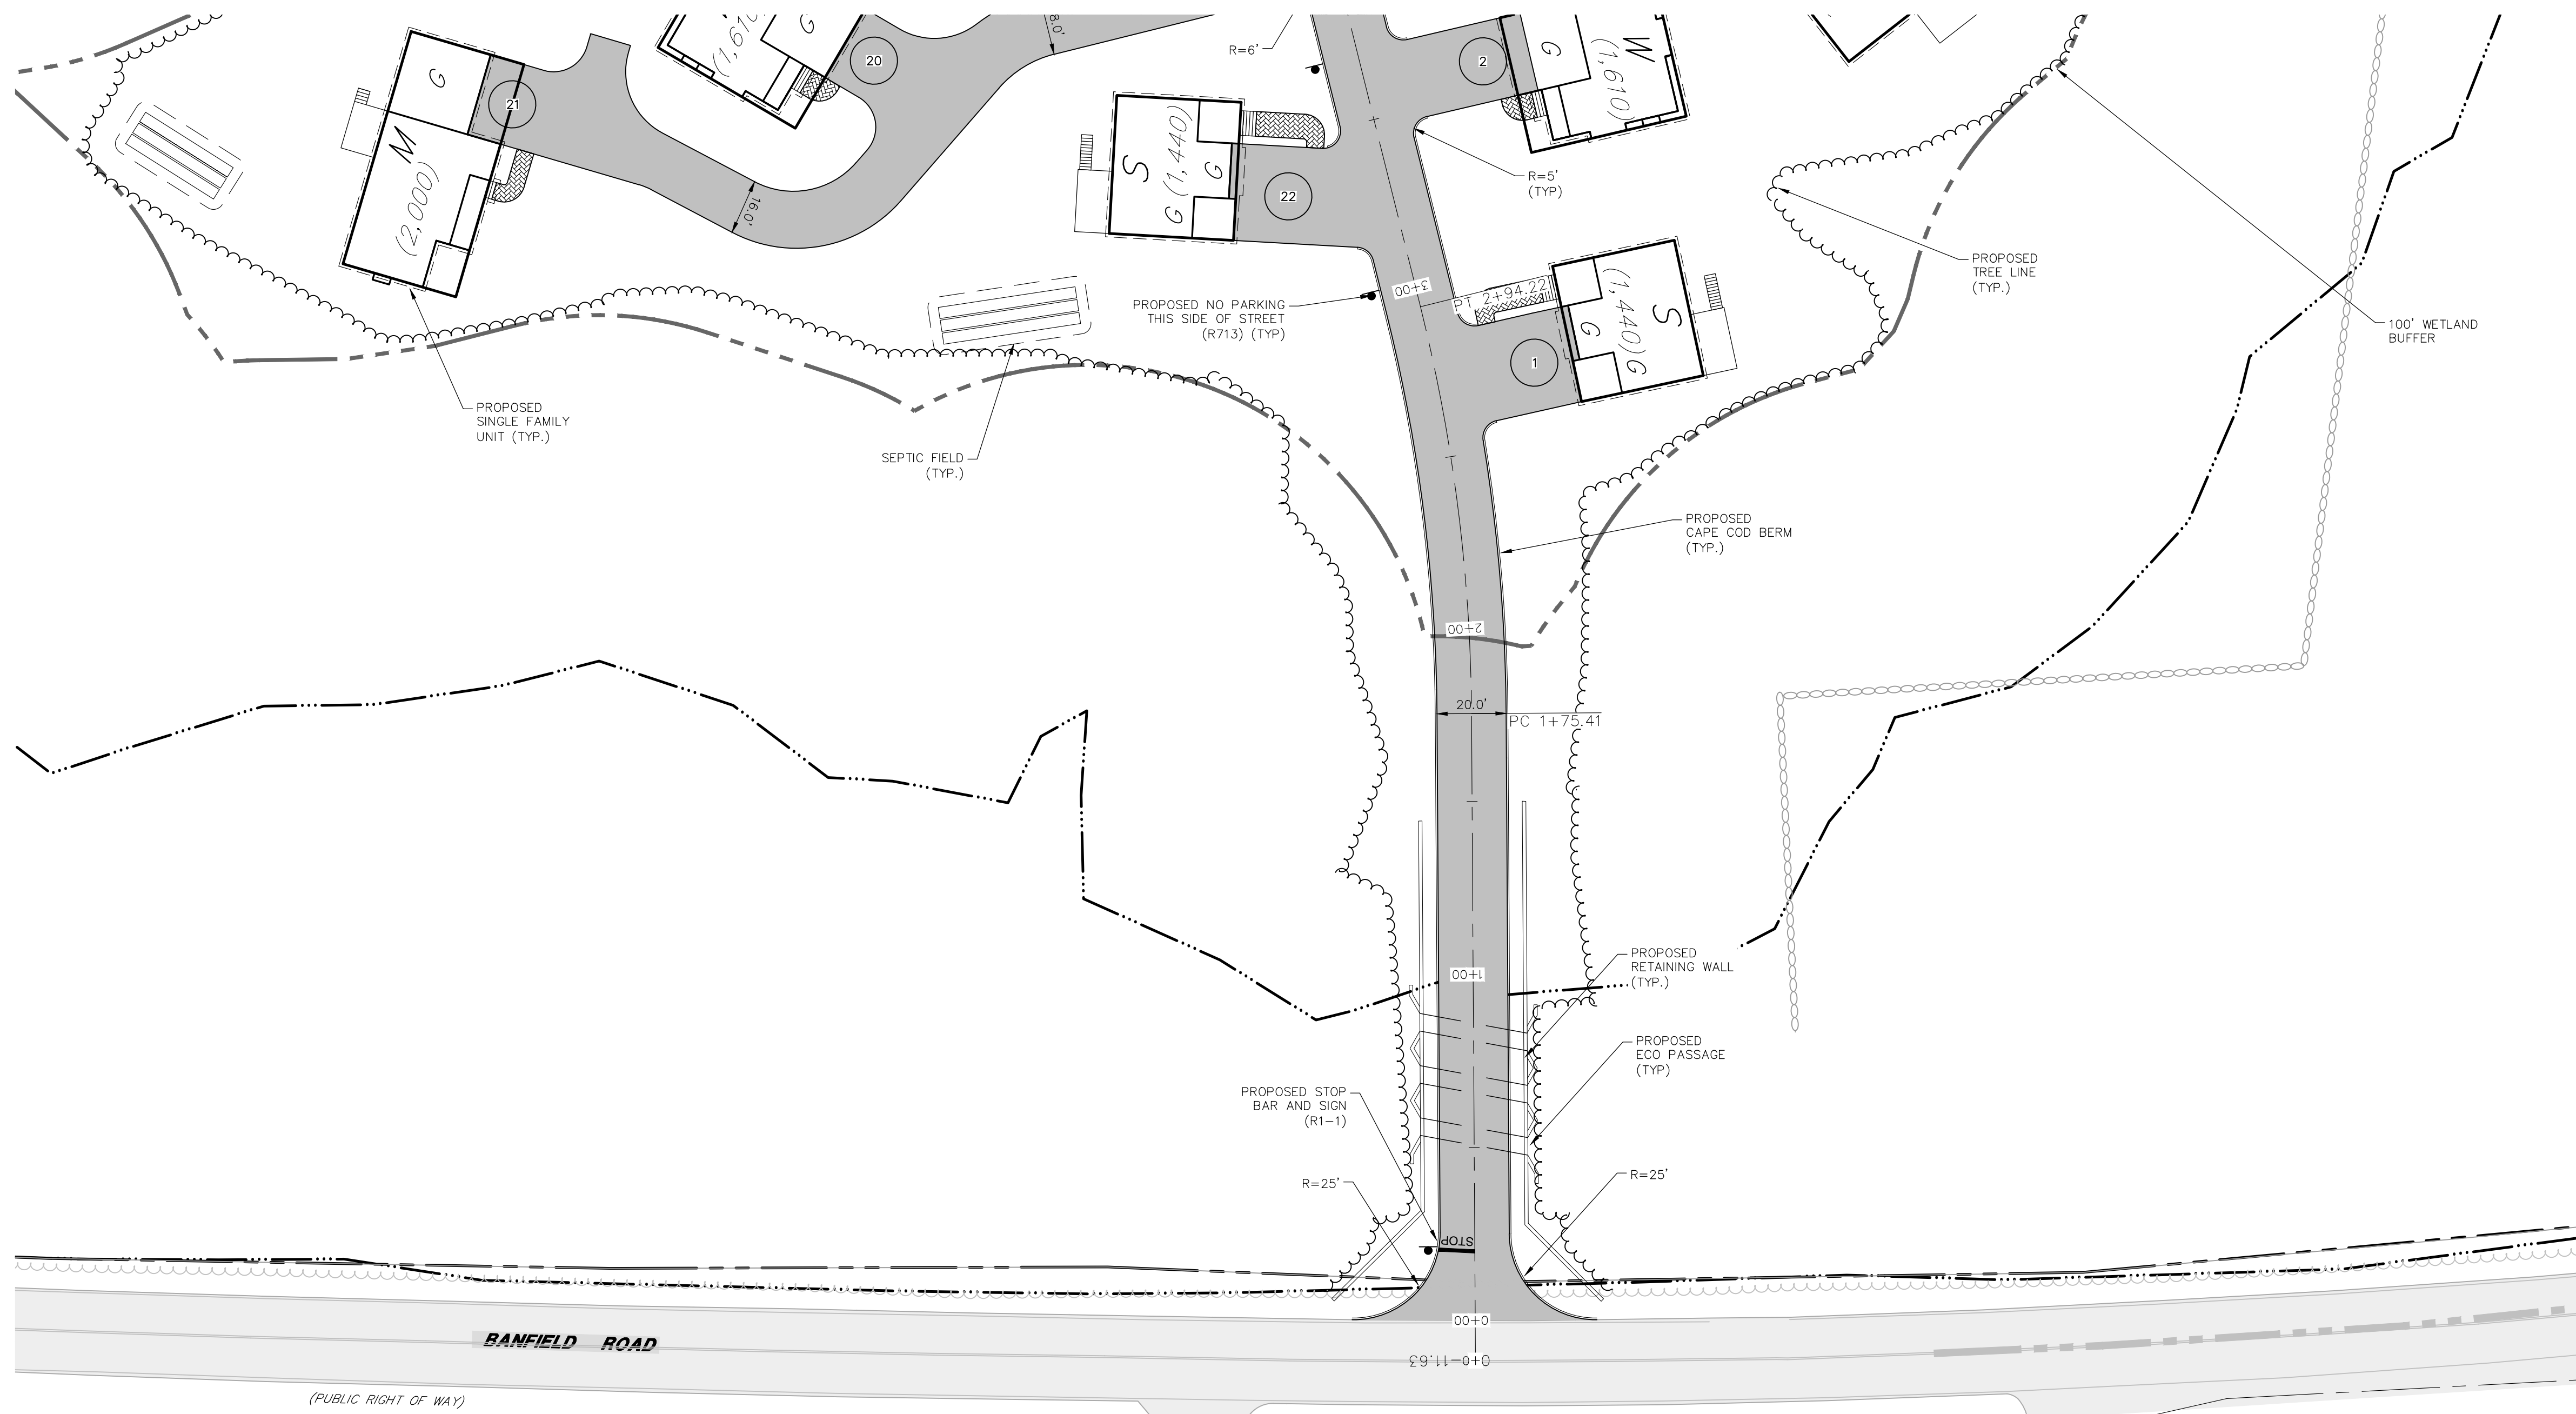 R=6'
8.0'
(1,610)
G
20
G
21
M
(2,000)
16.0'
S
G (1,440)
G
22
2
G
W
(1,610)
R=5'
(TYP)
PROPOSED
TREE LINE
(TYP.)
100' WETLAND
BUFFER
PROPOSED NO PARKING
THIS SIDE OF STREET
(R713) (TYP)
3+00
PT 2+94.22
S
(1,440) G
G
1
PROPOSED
SINGLE FAMILY
UNIT (TYP.)
SEPTIC FIELD
(TYP.)
PROPOSED
CAPE COD BERM
(TYP.)
2+00
20.0'
PC 1+75.41
1+00
PROPOSED
RETAINING WALL
(TYP.)
PROPOSED
ECO PASSAGE
(TYP)
PROPOSED STOP
BAR AND SIGN
(R1-1)
R=25'
R=25'
STOP
0+00
0+0-11.63
BANFIELD ROAD
(PUBLIC RIGHT OF WAY)